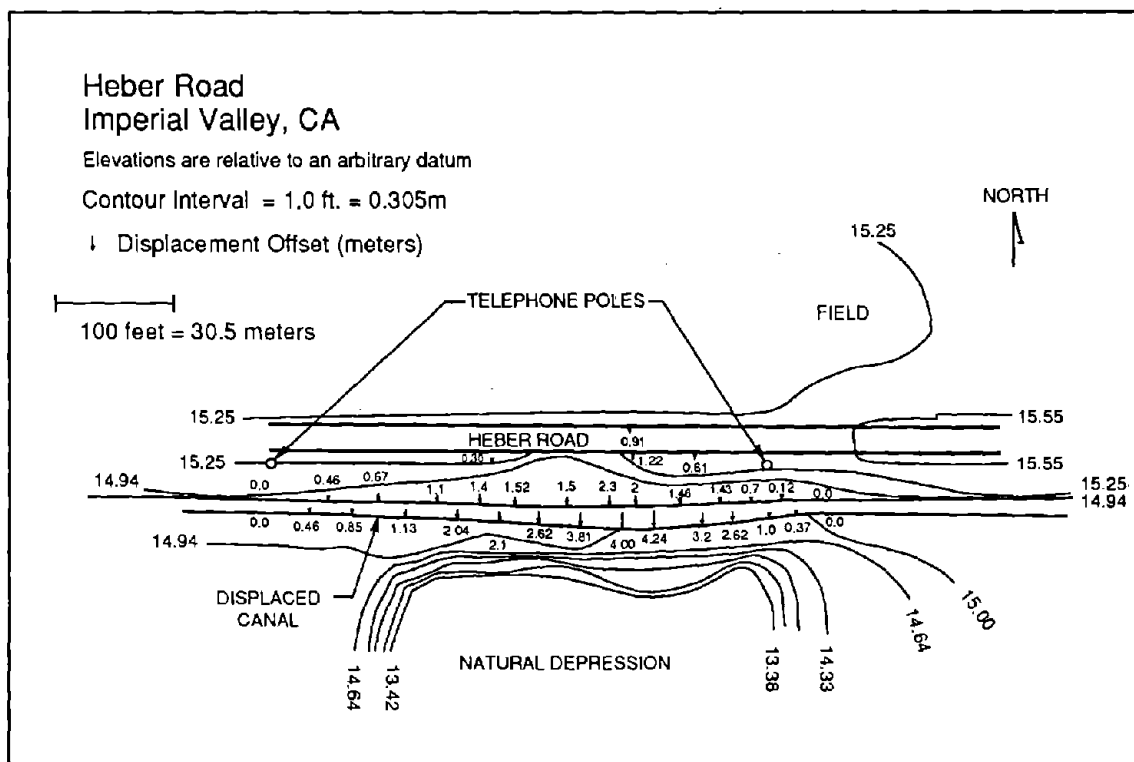 Heber Road
Imperial Valley, CA
Elevations are relative to an arbitrary datum
Contour Interval = 1.0 ft. = 0.305m
↓ Displacement Offset (meters)
NORTH
15.25
TELEPHONE POLES
FIELD
100 feet = 30.5 meters
15.25
15.55
HEBER ROAD
0.91
15.25
0.30
1.22
0.61
15.55
14.94
0.0 0.46 0.67 1.1 1.4 1.52 1.5 2.3 2 1.46 1.43 0.7 0.12 0.0
15.25
14.94
0.0 0.46 0.85 1.13 2.04 2.1 2.62 3.81 4.00 4.24 3.2 2.62 1.0 0.37 0.0
14.94
DISPLACED
CANAL
15.00
14.64
NATURAL DEPRESSION
14.64
13.42
13.38
14.33